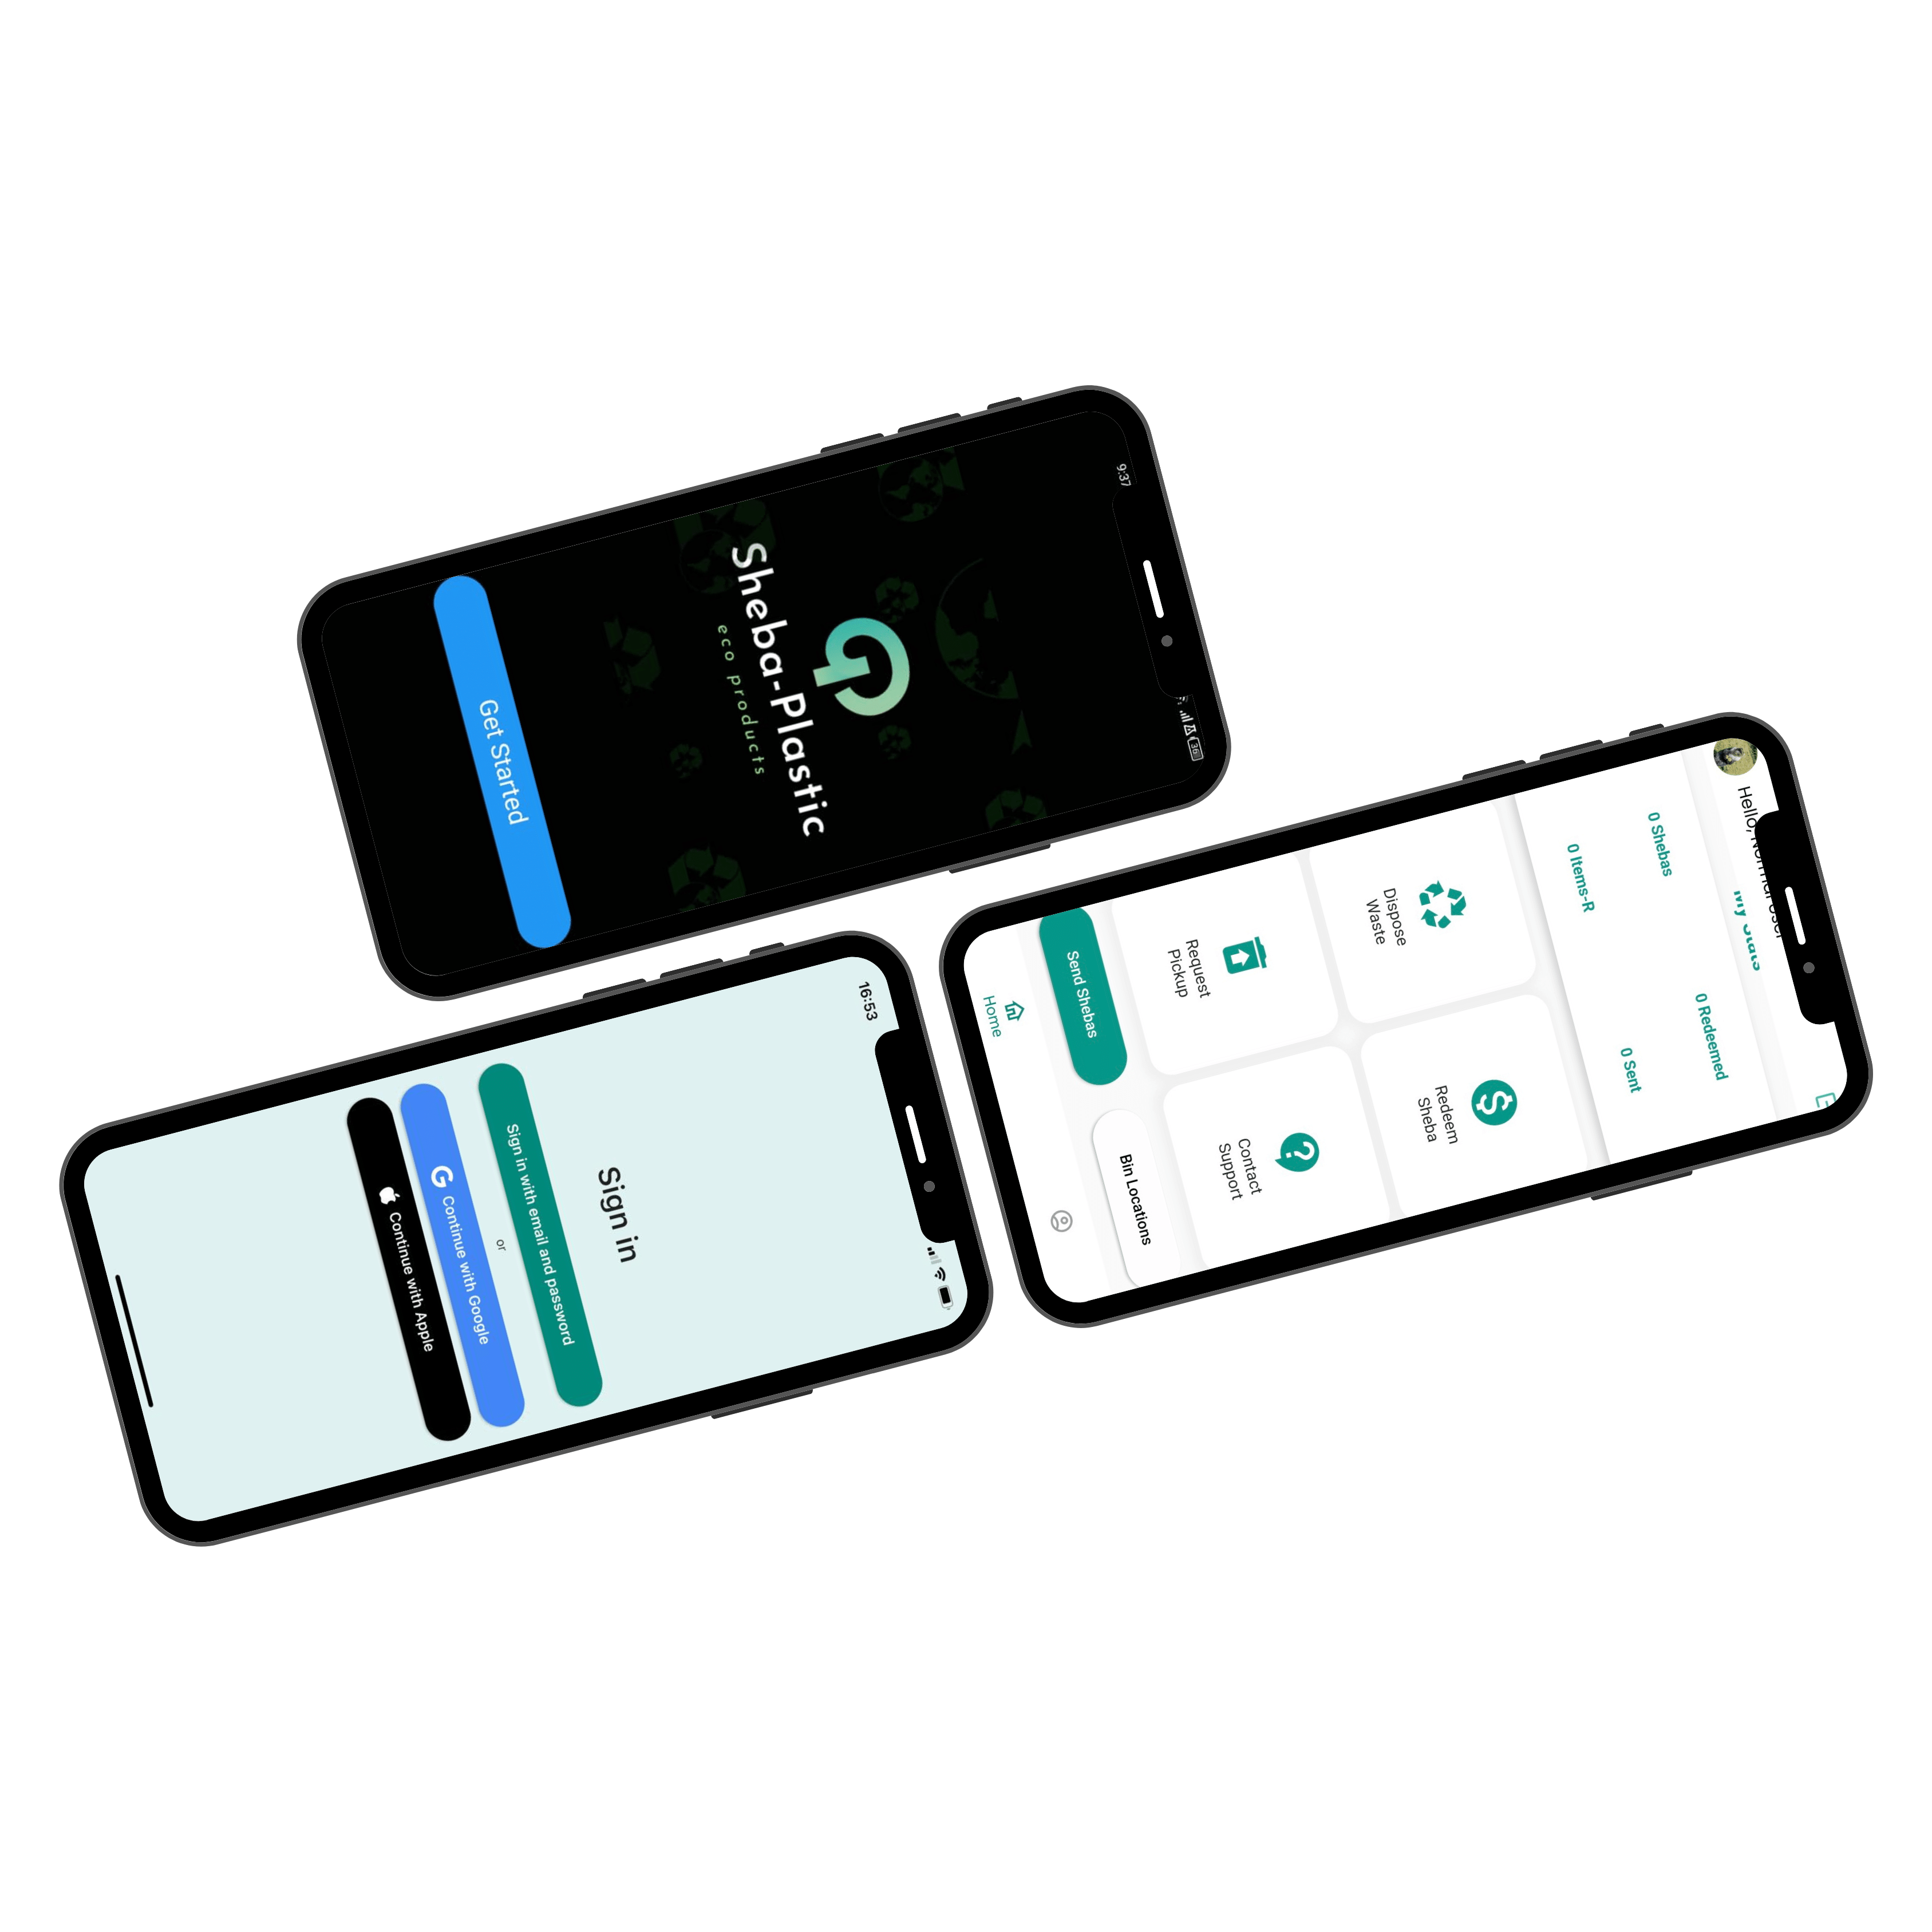 9:37
36
Sheba-Plastic
eco products
Get Started
16:53
Sign in
Sign in with email and password
or
Continue with Google
Continue with Apple
Hello,
My Stats
0 Shebas
0 Redeemed
0 Items-R
0 Sent
Dispose
Waste
Redeem
Sheba
Request
Pickup
Contact
Support
Send Shebas
Bin Locations
Home